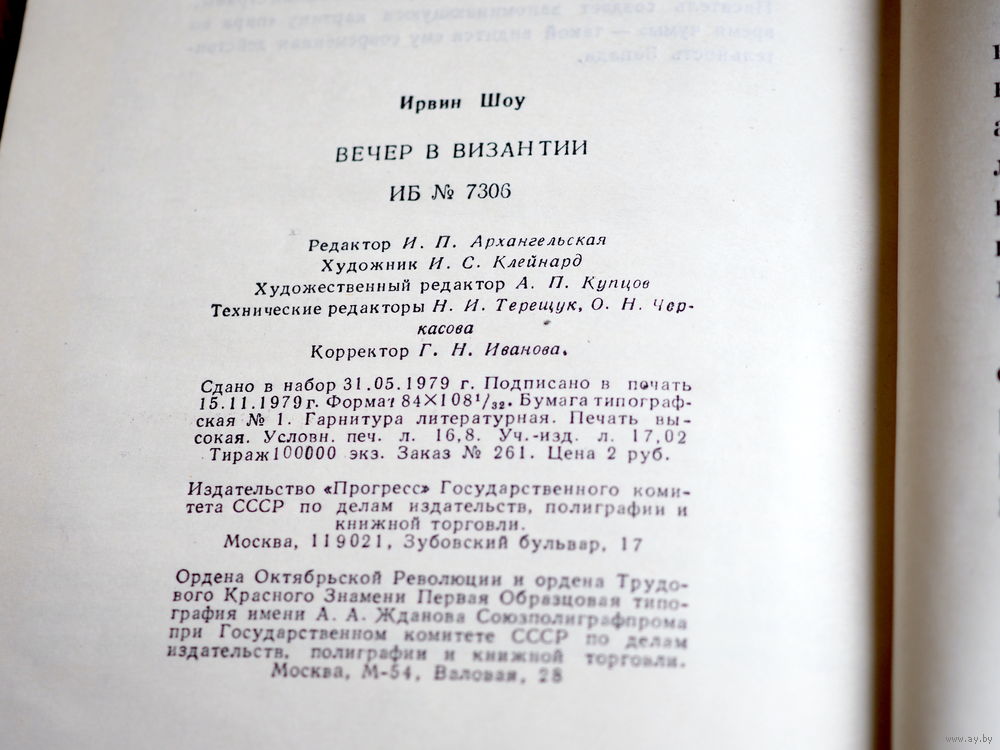 Ирвин Шоу
ВЕЧЕР В ВИЗАНТИИ
ИБ № 7306
Редактор И. П. Архангельская
Художник И. С. Клейнард
Художественный редактор А. П. Купцов
Технические редакторы Н. И. Терещук, О. Н. Чер-
касова
Корректор Г. Н. Иванова.
Сдано в набор 31.05.1979 г. Подписано в печать
15.11.1979 г. Формат 84×108¹/₃₂. Бумага типограф-
ская № 1. Гарнитура литературная. Печать вы-
сокая. Условн. печ. л. 16,8. Уч.-изд. л. 17,02
Тираж 100000 экз. Заказ № 261. Цена 2 руб.
Издательство «Прогресс» Государственного коми-
тета СССР по делам издательств, полиграфии и
книжной торговли.
Москва, 119021, Зубовский бульвар, 17
Ордена Октябрьской Революции и ордена Трудо-
вого Красного Знамени Первая Образцовая типо-
графия имени А. А. Жданова Союзполиграфпрома
при Государственном комитете СССР по делам
издательств, полиграфии и книжной торговли.
Москва, М-54, Валовая, 28
www.ay.by